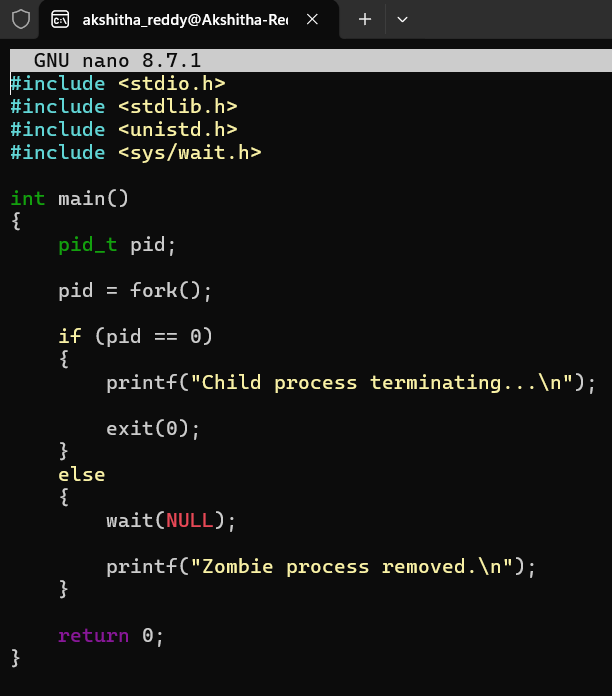 akshitha_reddy@Akshitha-Re
GNU nano 8.7.1
#include <stdio.h>
#include <stdlib.h>
#include <unistd.h>
#include <sys/wait.h>
int main()
{
    pid_t pid;
    pid = fork();
    if (pid == 0)
    {
        printf("Child process terminating...\n");
        exit(0);
    }
    else
    {
        wait(NULL);
        printf("Zombie process removed.\n");
    }
    return 0;
}